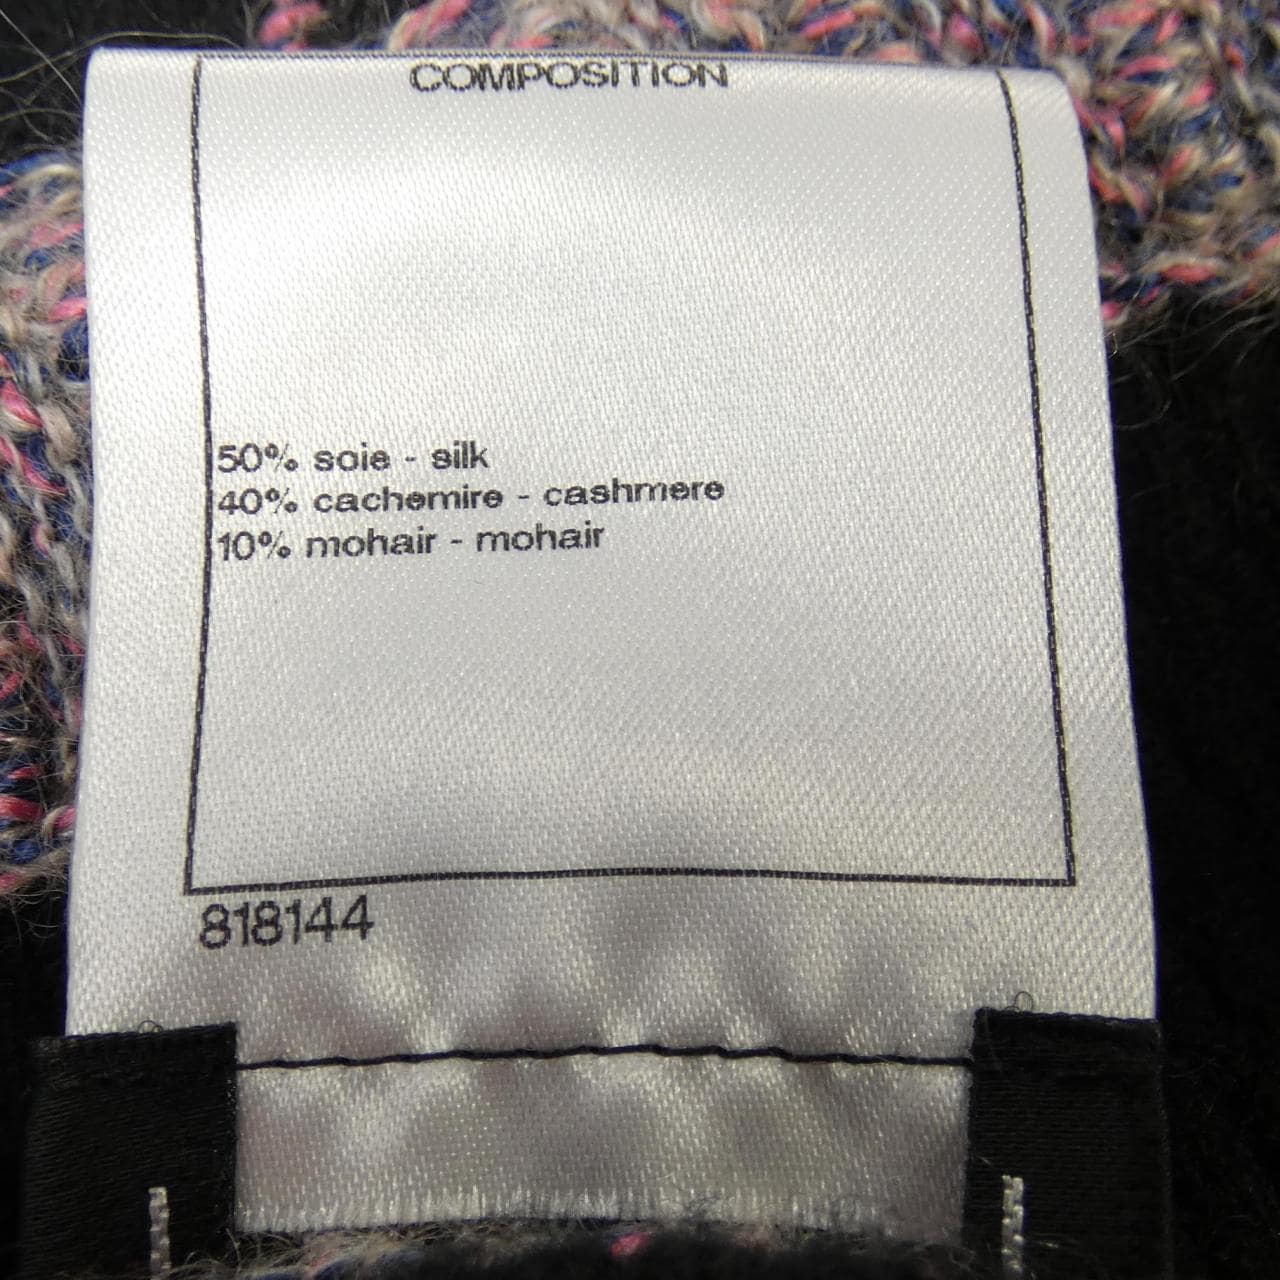 COMPOSITION
50% soie - silk
40% cachemire - cashmere
10% mohair - mohair
818144